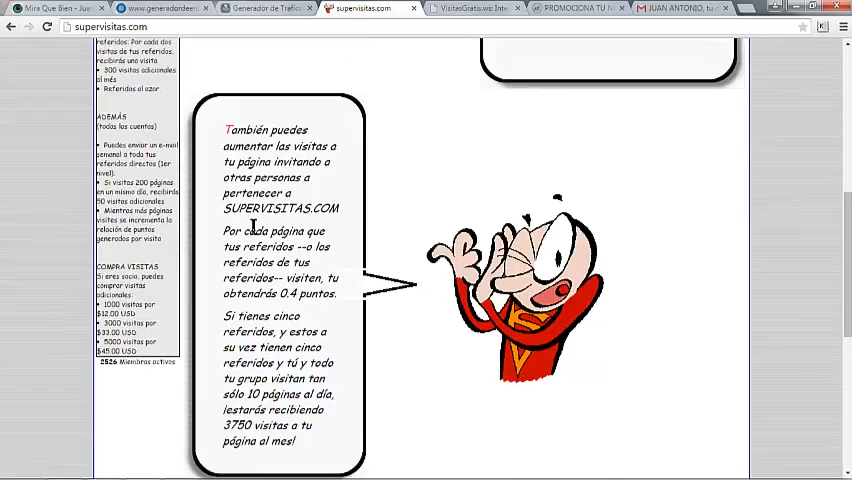 Mira Que Bien - Juan
www.generadordeen
Generador de Trafic
supervisitas.com
VisitasGratis.ws: Inte
PROMOCIONA TU N
JUAN ANTONIO, tu c
supervisitas.com
referidos: Por cada dos
visitas de tus referidos,
recibirás una visita
• 300 visitas adicionales
al més
• Referidos al azar.
ADEMÁS
(todas las cuentas)
• Puedes enviar un e-mail
semanal a toda tus
referidos directos (1er
nivel).
• Si visitas 200 páginas
en un mismo día, recibirás
50 visitas adicionales
• Mientras más páginas
visites se incrementa la
relación de puntos
generados por visita
COMPRA VISITAS
Si eres socio, puedes
comprar visitas
adicionales:
• 1000 visitas por
$12.00 USD
• 3000 visitas por
$33.00 USD
• 5000 visitas por
$45.00 USD
2526 Miembros activos
También puedes
aumentar las visitas a
tu página invitando a
otras personas a
pertenecer a
SUPERVISITAS.COM
Por cada página que
tus referidos --o los
referidos de tus
referidos-- visiten, tu
obtendrás 0.4 puntos.
Si tienes cinco
referidos, y estos a
su vez tienen cinco
referidos y tú y todo
tu grupo visitan tan
sólo 10 páginas al día,
¡estarás recibiendo
3750 visitas a tu
página al mes!